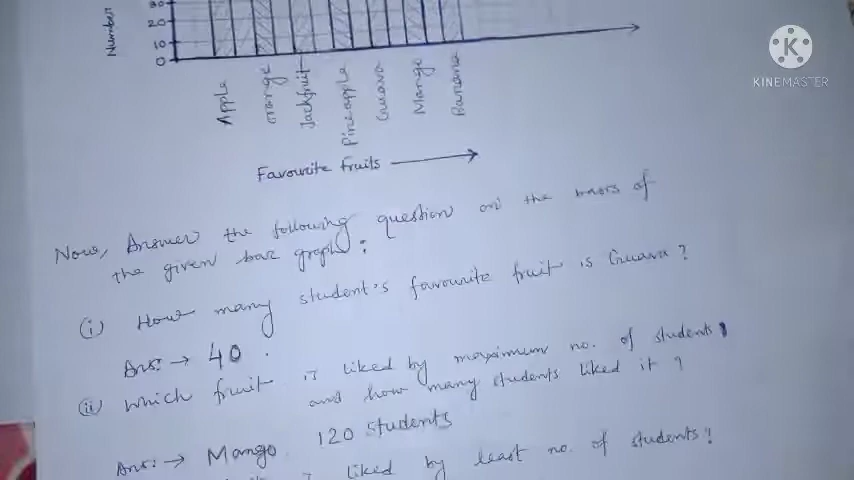 30
20
10
0
Number
Apple
orange
Jackfruit
Pineapple
Guava
Mango
Banana
Favourite fruits
K
KINEMASTER
Now, Answer the following question on the basis of
the given bar graph:
(i) How many student's favourite fruit is Guava?
Ans: → 40.
(ii) which fruit is liked by maximum no. of students
and how many students liked it?
Ans: → Mango 120 students
liked by least no. of students?